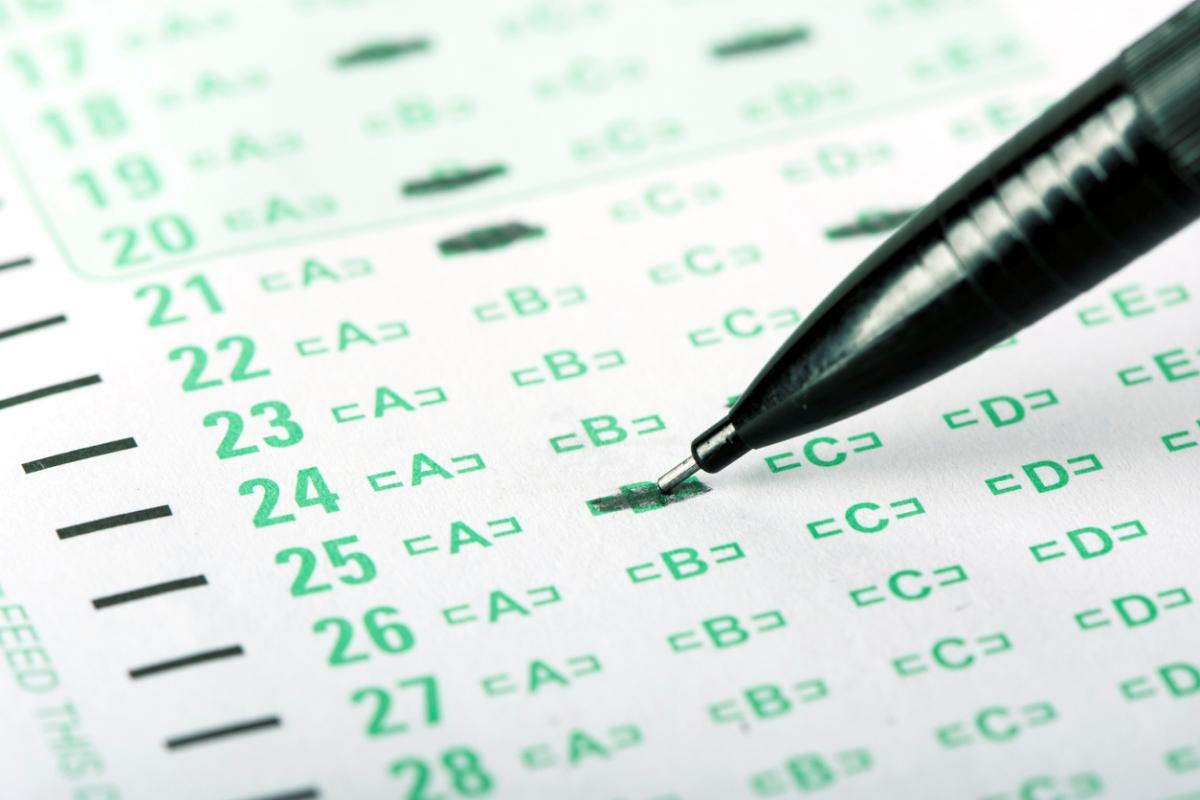 17 A
18 A C
19 A B C E
20 A C D E
21 A C D E
22 A B C
23 A B C
24 A B E
25 A C D E
26 A B C D
27 A B C D
28 A B C D
B C D
C
FEED THIS